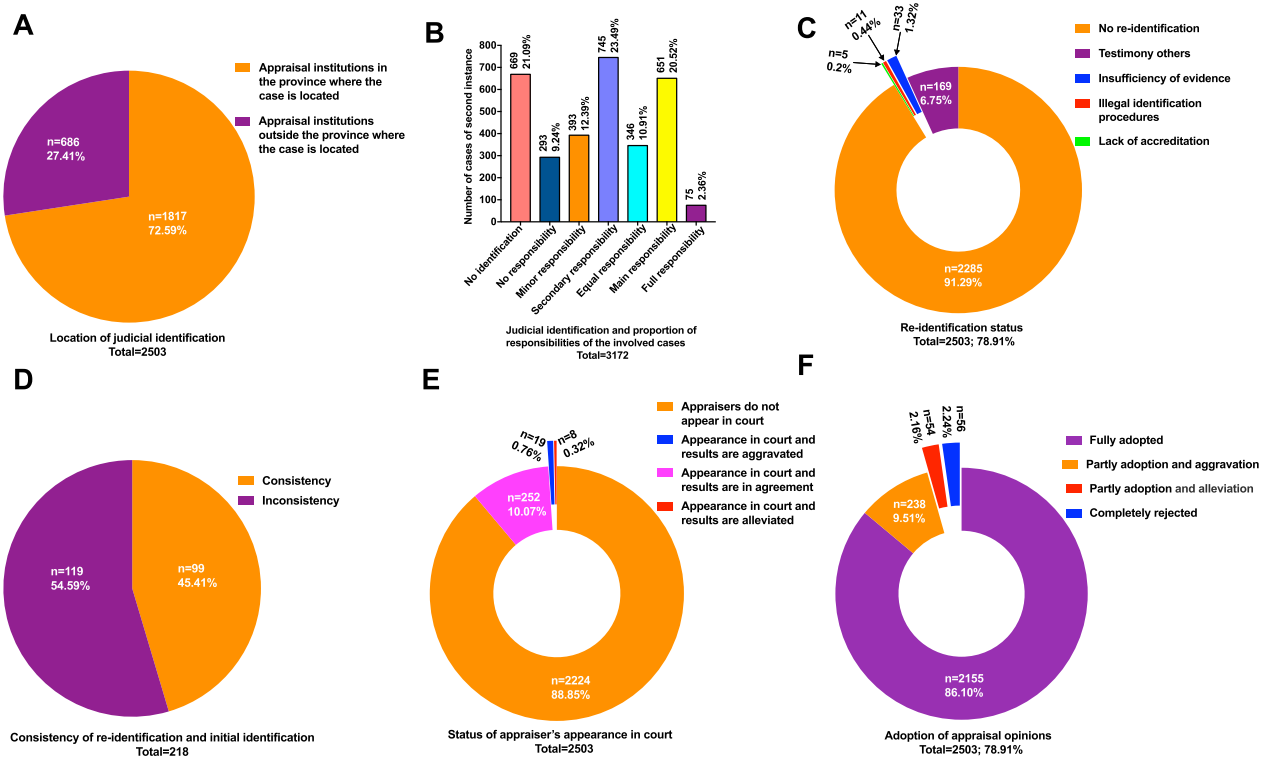 A
Appraisal institutions in
the province where the
case is located
Appraisal institutions
outside the province where
the case is located
n=686
27.41%
n=1817
72.59%
Location of judicial identification
Total=2503
B
Number of cases of second instance
800
700
600
500
400
300
200
100
0
669
21.09%
293
9.24%
393
12.39%
745
23.49%
346
10.91%
651
20.52%
75
2.36%
No identification
No responsibility
Minor responsibility
Secondary responsibility
Equal responsibility
Main responsibility
Full responsibility
Judicial identification and proportion of
responsibilities of the involved cases
Total=3172
C
n=5
0.2%
n=11
0.44%
n=33
1.32%
n=169
6.75%
n=2285
91.29%
No re-identification
Testimony others
Insufficiency of evidence
Illegal identification
procedures
Lack of accreditation
Re-identification status
Total=2503; 78.91%
D
Consistency
Inconsistency
n=119
54.59%
n=99
45.41%
Consistency of re-identification and initial identification
Total=218
E
n=19
0.76%
n=8
0.32%
n=252
10.07%
n=2224
88.85%
Appraisers do not
appear in court
Appearance in court and
results are aggravated
Appearance in court and
results are in agreement
Appearance in court and
results are alleviated
Status of appraiser’s appearance in court
Total=2503
F
n=54
2.16%
n=56
2.24%
n=238
9.51%
n=2155
86.10%
Fully adopted
Partly adoption and aggravation
Partly adoption and alleviation
Completely rejected
Adoption of appraisal opinions
Total=2503; 78.91%